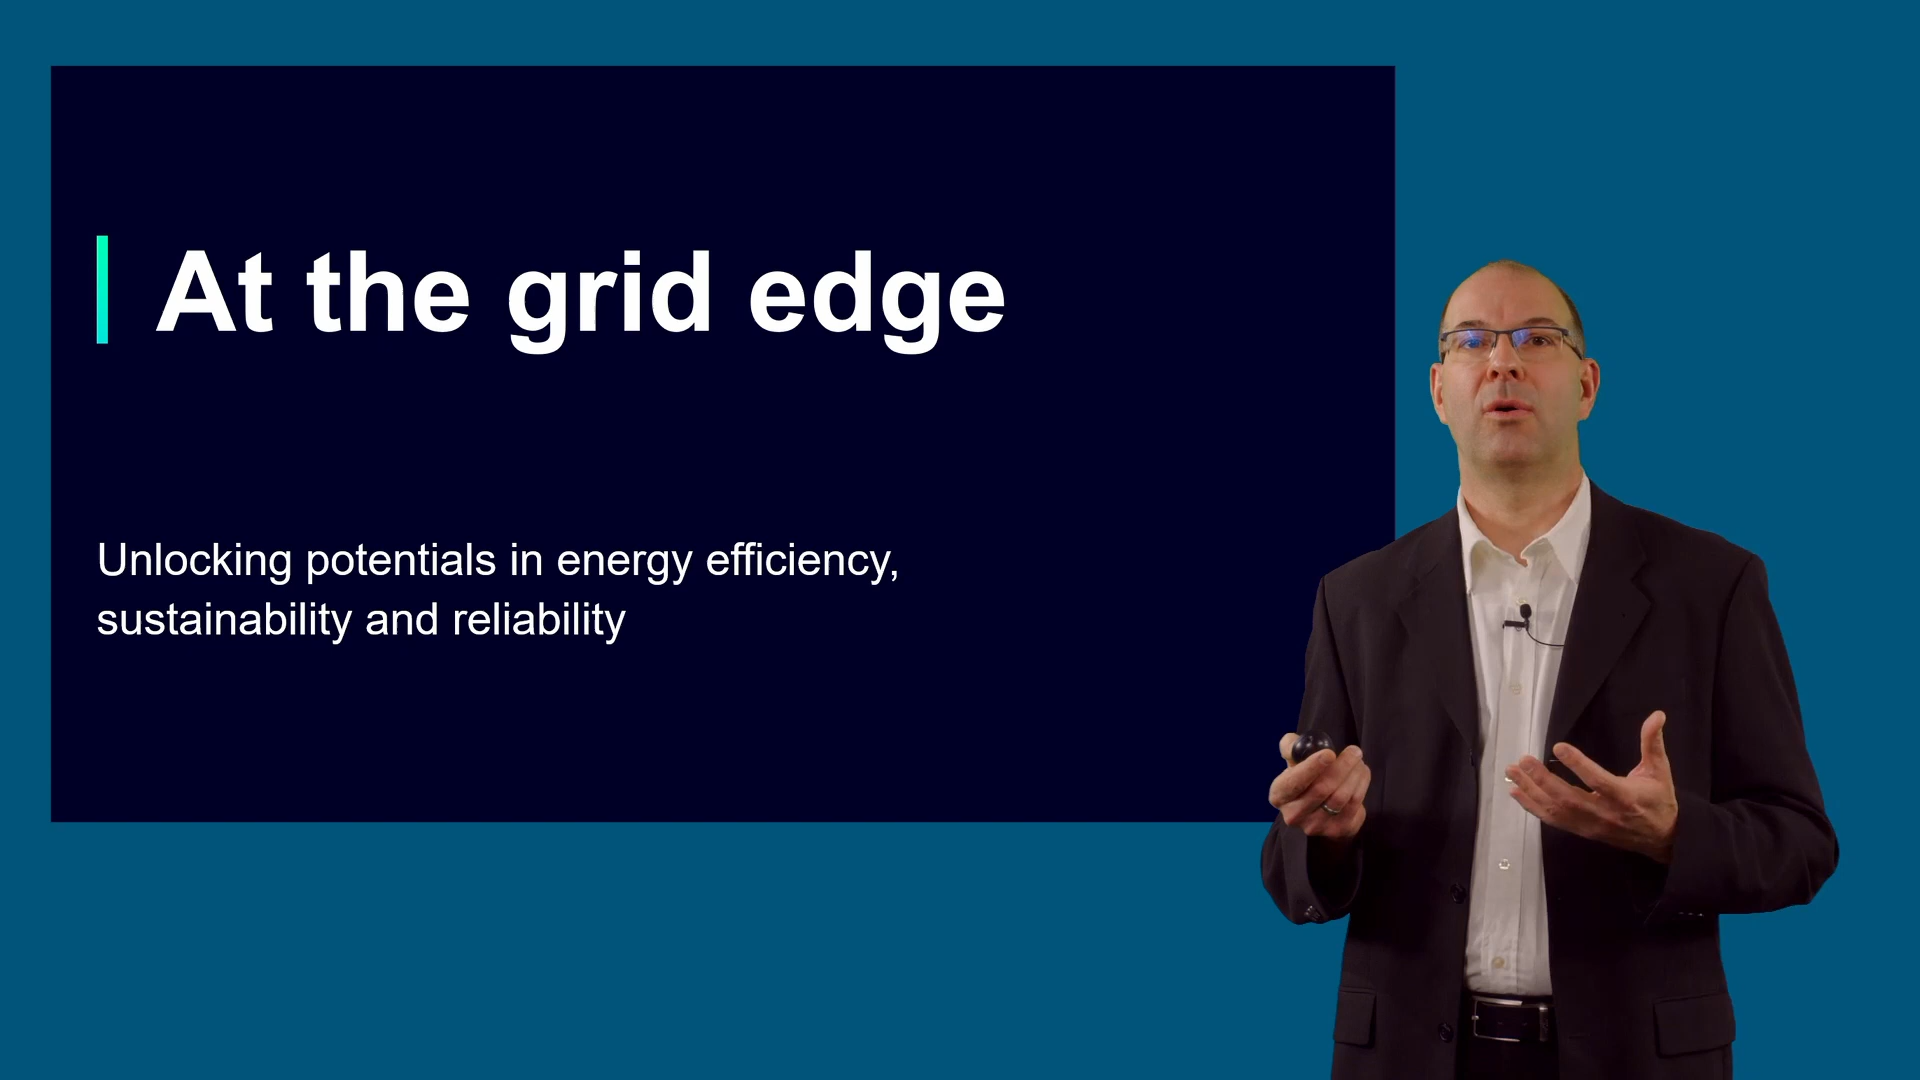 At the grid edge
Unlocking potentials in energy efficiency,
sustainability and reliability